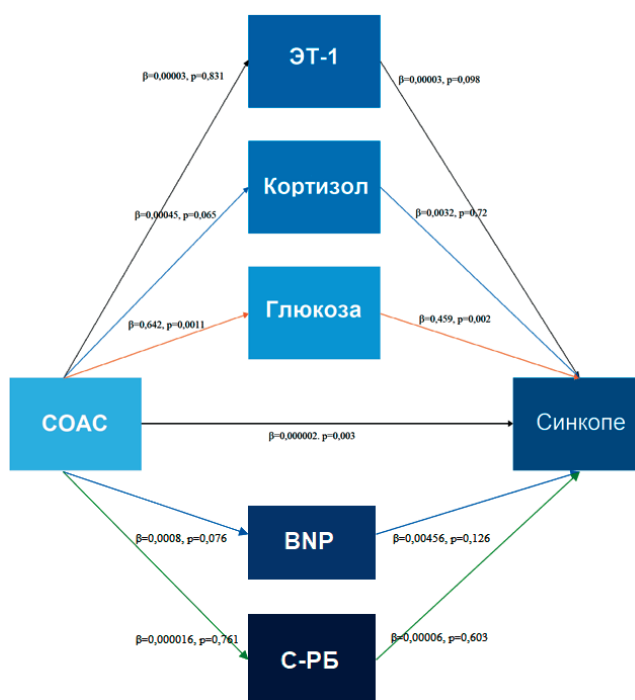 ЭТ-1
β=0,00003, p=0,831
β=0,00003, p=0,098
Кортизол
β=0,00045, p=0,065
β=0,0032, p=0,72
Глюкоза
β=0,642, p=0,0011
β=0,459, p=0,002
СОАС
Синкопе
β=0,000002. p=0,003
BNP
β=0,0008, p=0,076
β=0,00456, p=0,126
С-РБ
β=0,000016, p=0,761
β=0,00006, p=0,603